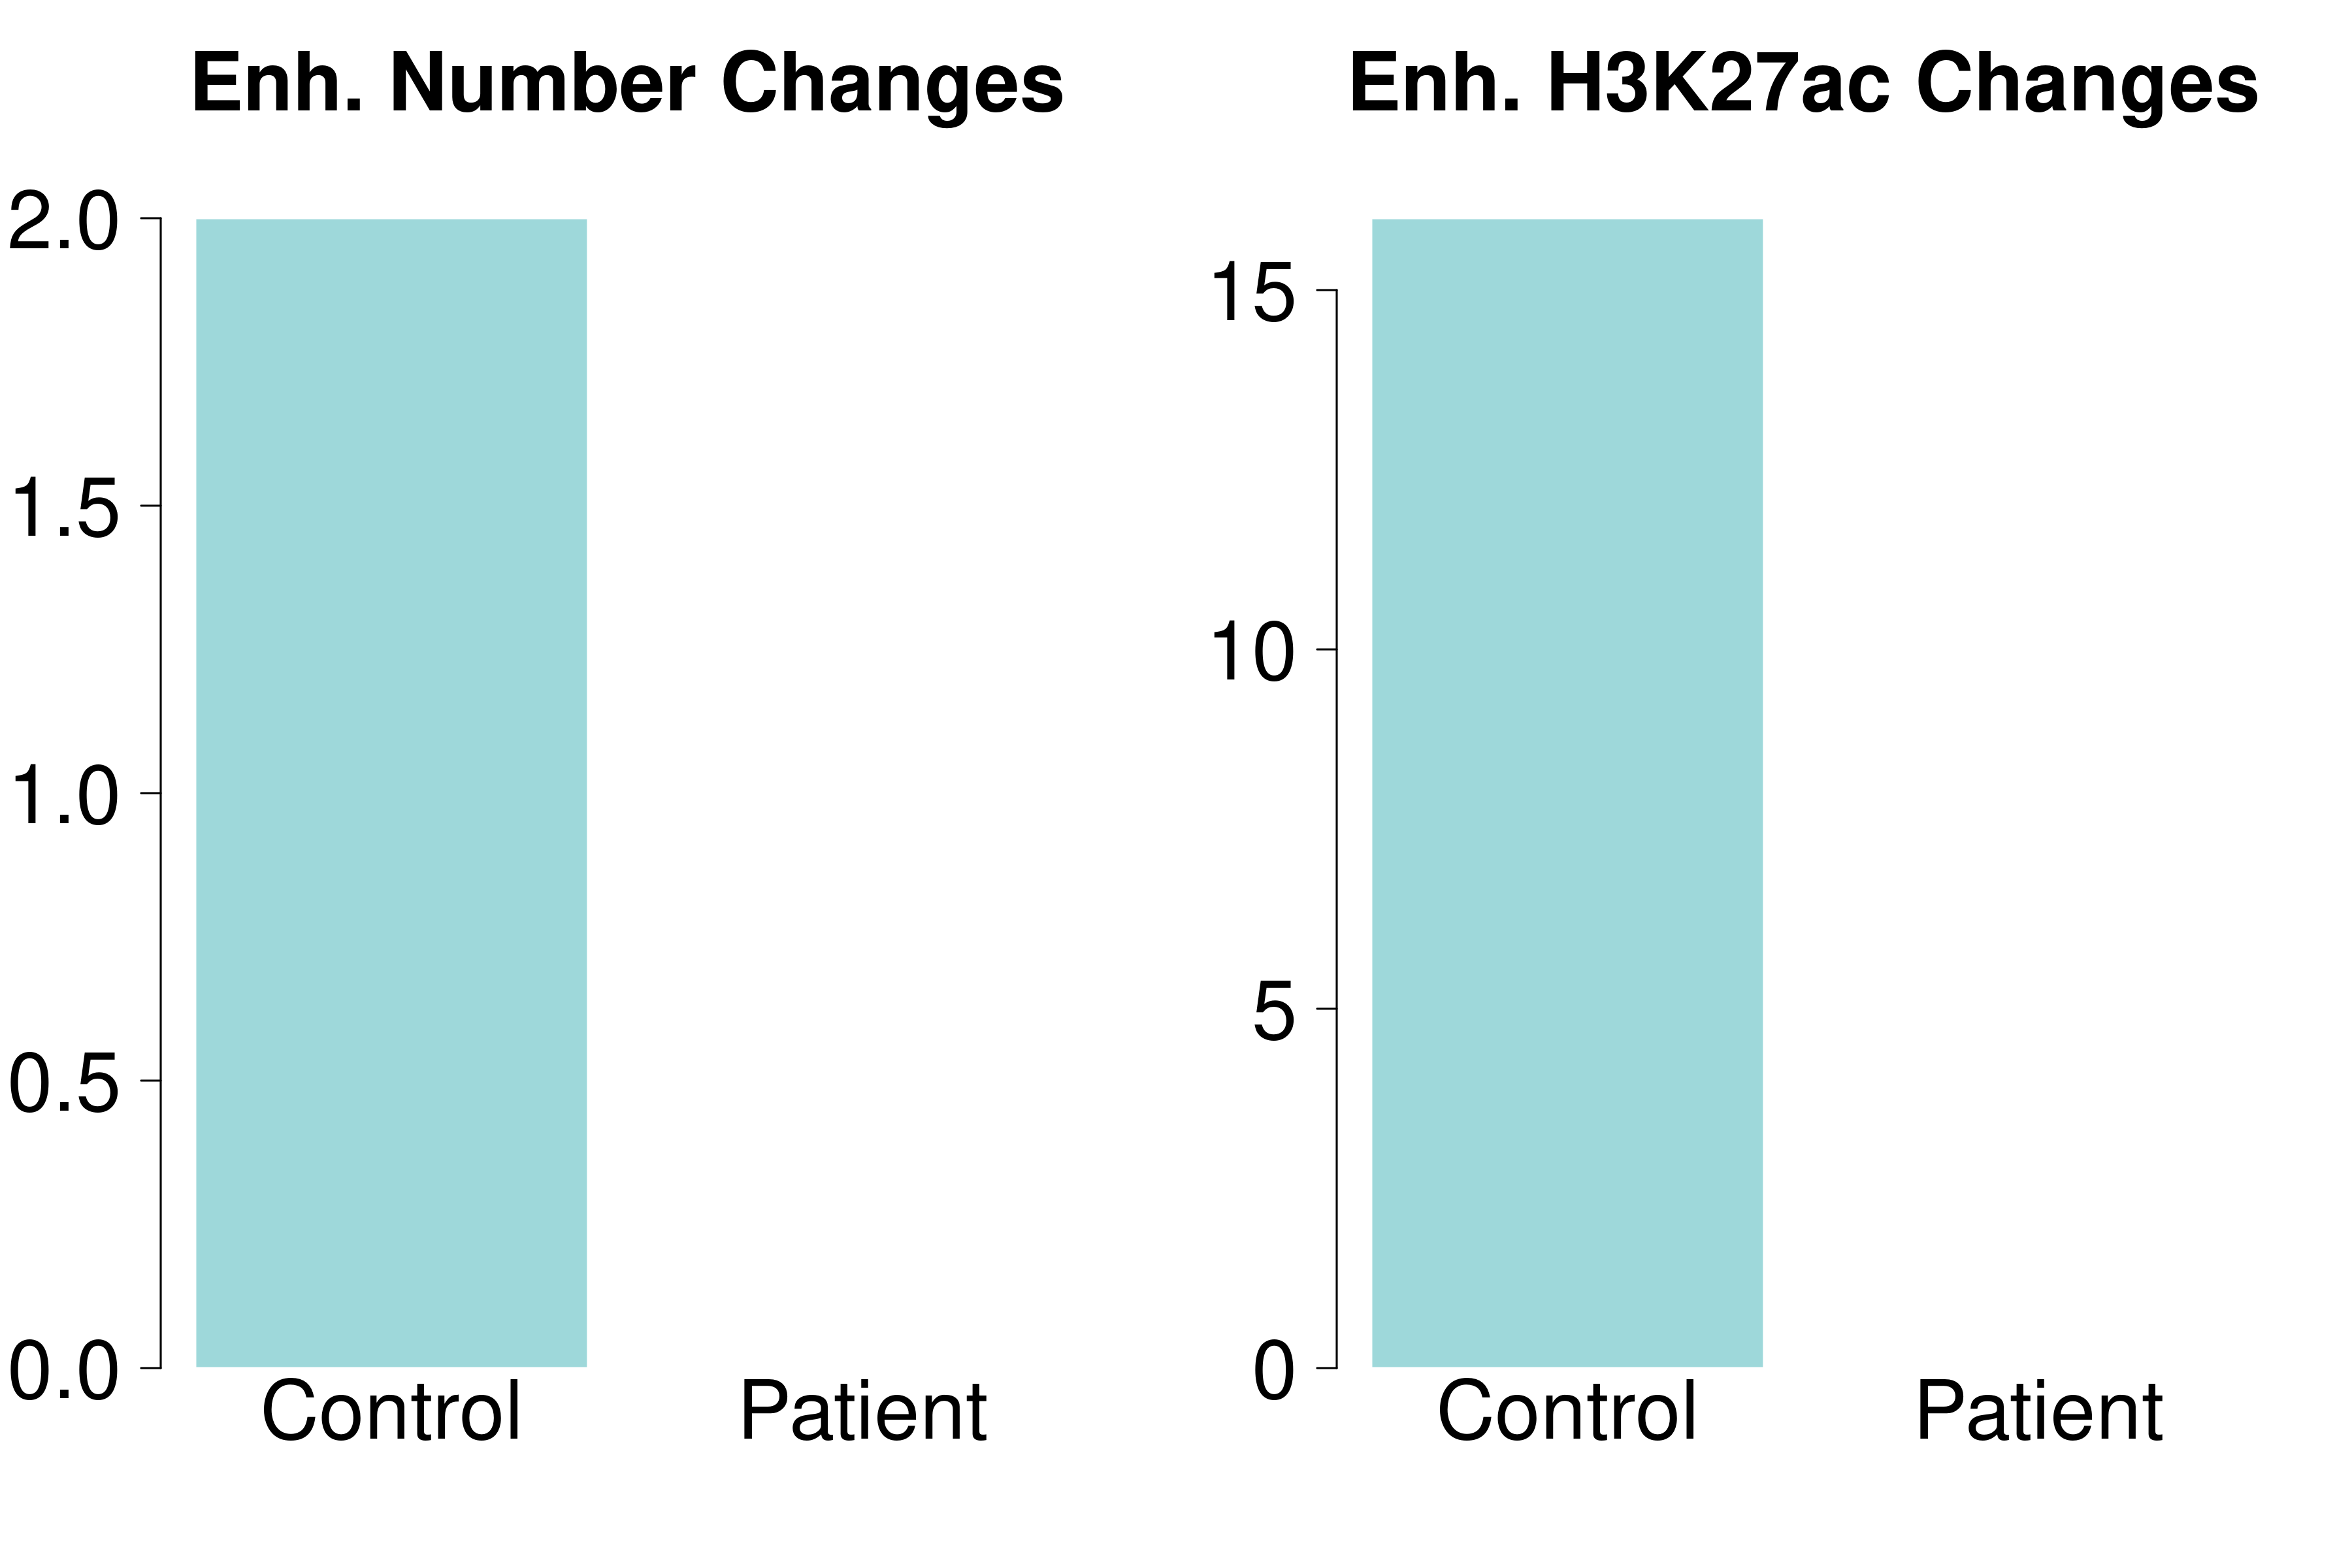 Enh. Number Changes
2.0
1.5
1.0
0.5
0.0
Control Patient
Enh. H3K27ac Changes
15
10
5
0
Control Patient